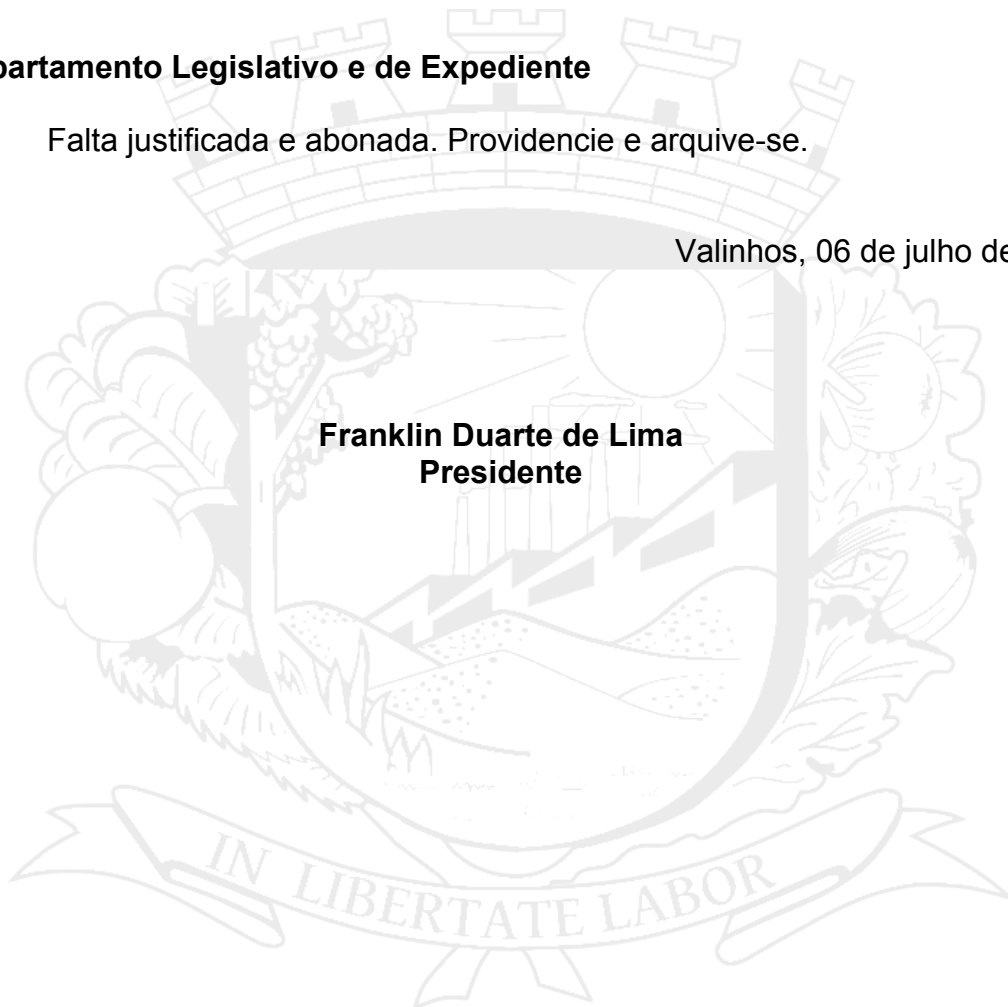 partamento Legislativo e de Expediente
Falta justificada e abonada. Providencie e arquive-se.
Valinhos, 06 de julho de
Franklin Duarte de Lima
Presidente
IN LIBERTATE LABOR